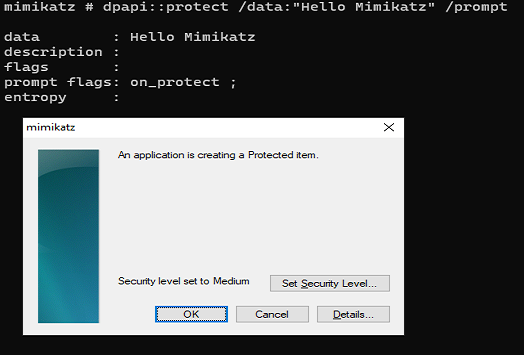 mimikatz # dpapi::protect /data:"Hello Mimikatz" /prompt
data        : Hello Mimikatz
description :
flags       :
prompt flags: on_protect ;
entropy     :
mimikatz
An application is creating a Protected item.
Security level set to Medium
Set Security Level...
OK
Cancel
Details...